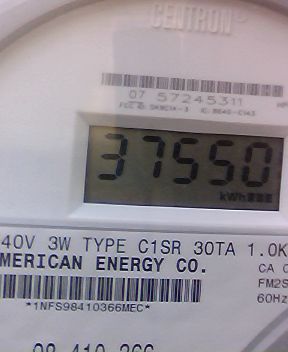 CENTRON
07 57245311
37550
kWh
40V 3W TYPE C1SR 30TA 1.0K
MERICAN ENERGY CO.
CA
FM2S
60Hz
*1NFS98410366MEC*